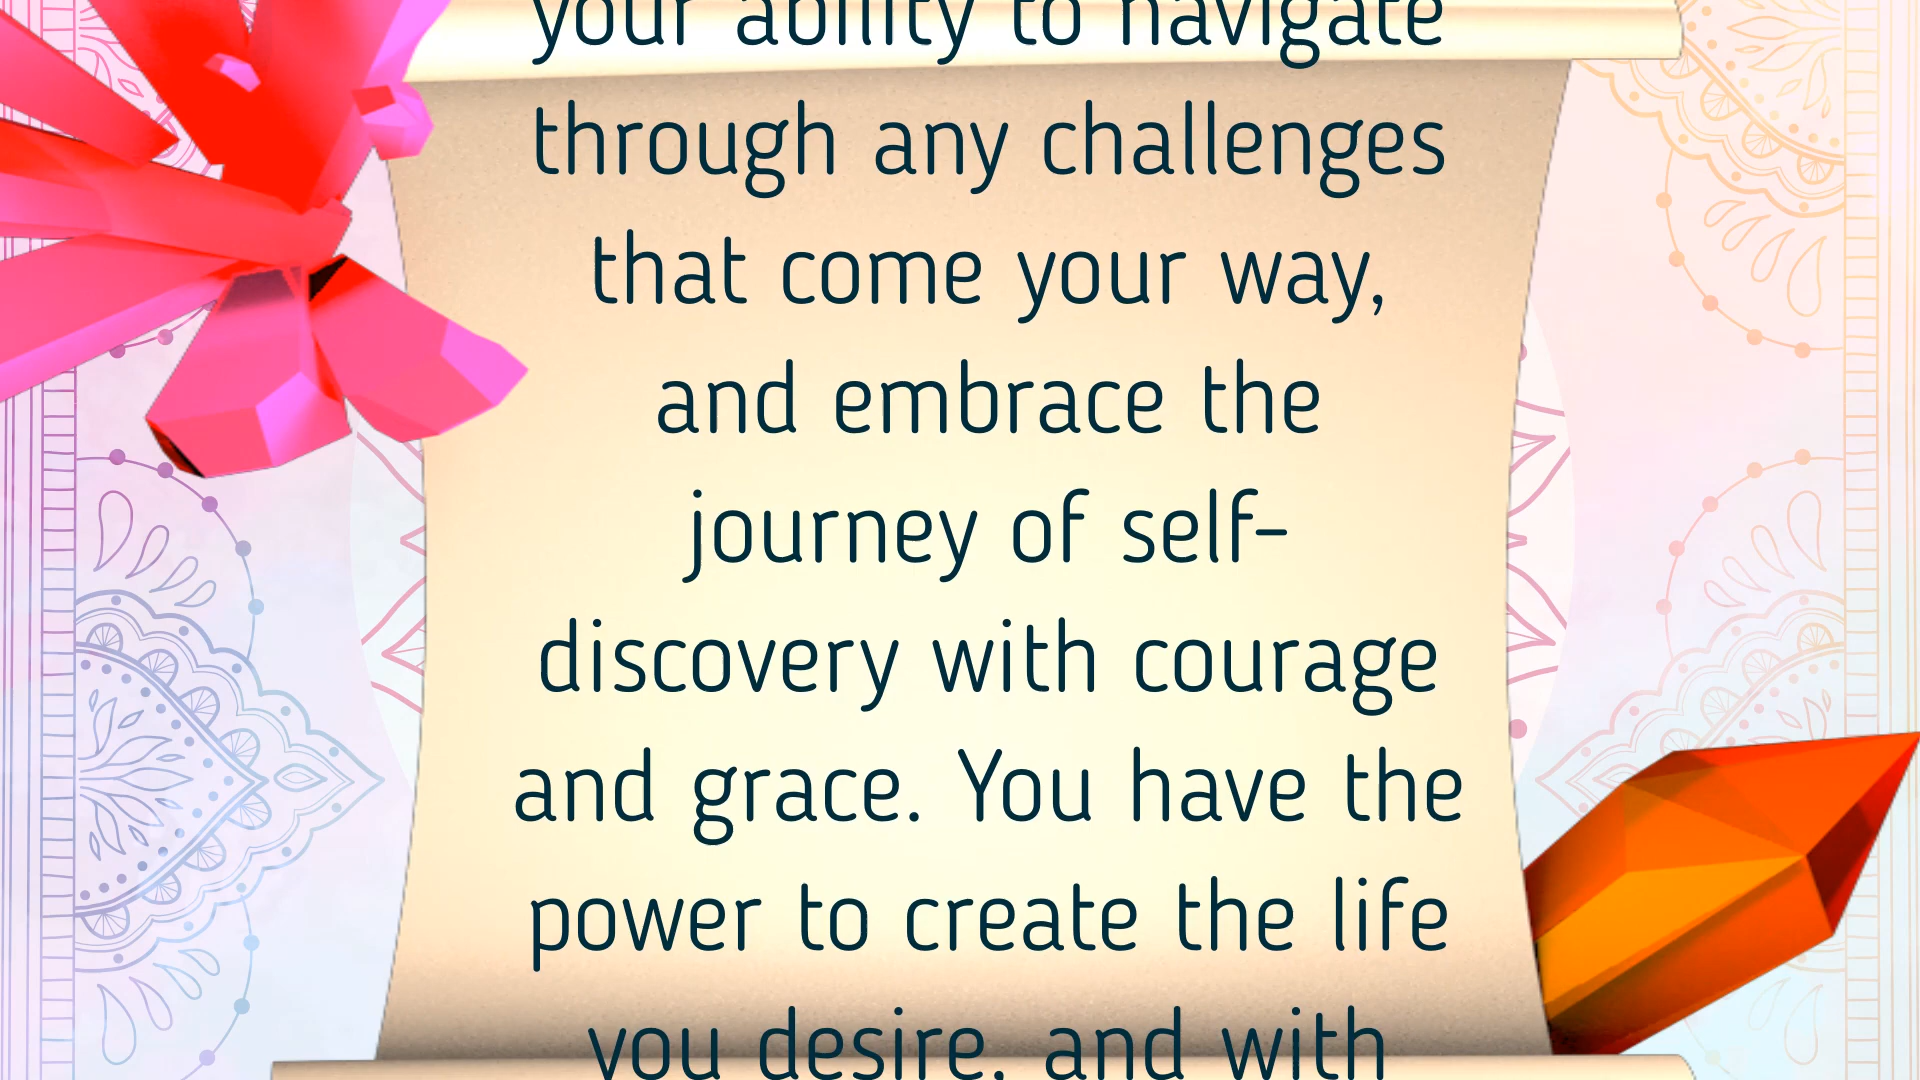 your ability to navigate
through any challenges
that come your way,
and embrace the
journey of self-
discovery with courage
and grace. You have the
power to create the life
you desire, and with